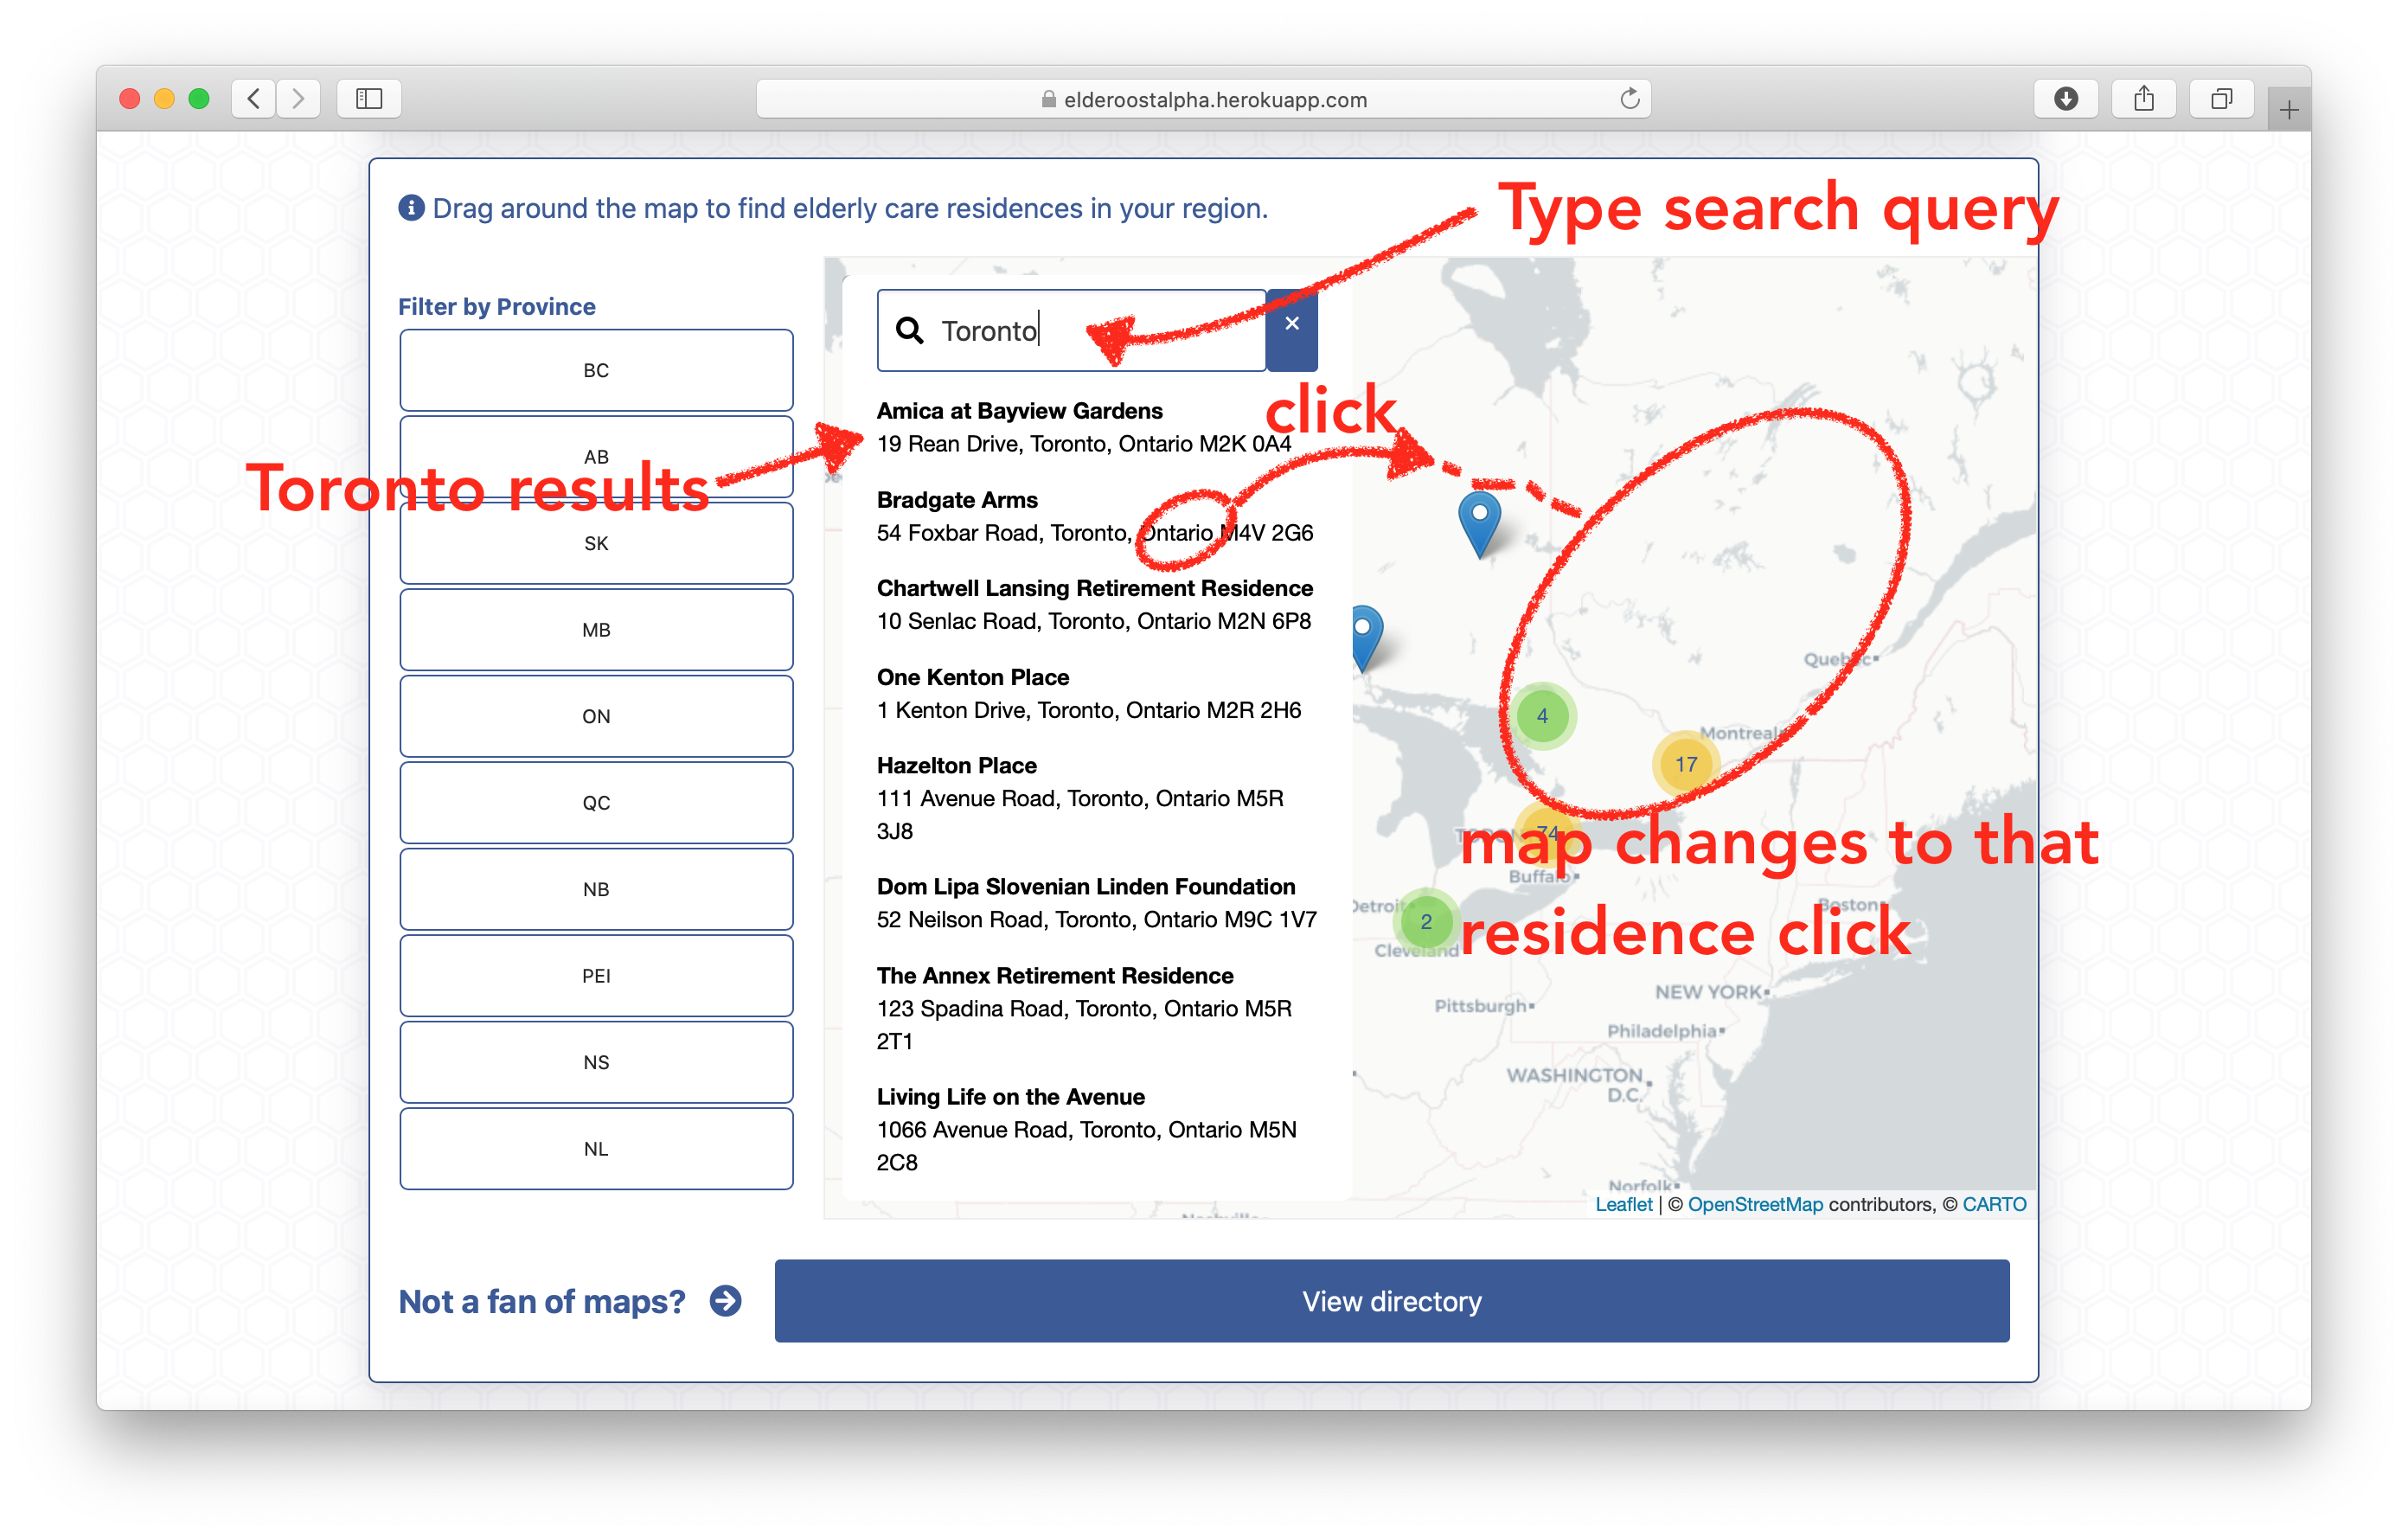 elderoostalpha.herokuapp.com
Drag around the map to find elderly care residences in your region.
Type search query
Filter by Province
BC
AB
SK
MB
ON
QC
NB
PEI
NS
NL
Toronto results
Toronto
×
click
Amica at Bayview Gardens
19 Rean Drive, Toronto, Ontario M2K 0A4
Bradgate Arms
54 Foxbar Road, Toronto, Ontario M4V 2G6
Chartwell Lansing Retirement Residence
10 Senlac Road, Toronto, Ontario M2N 6P8
One Kenton Place
1 Kenton Drive, Toronto, Ontario M2R 2H6
Hazelton Place
111 Avenue Road, Toronto, Ontario M5R
3J8
Dom Lipa Slovenian Linden Foundation
52 Neilson Road, Toronto, Ontario M9C 1V7
The Annex Retirement Residence
123 Spadina Road, Toronto, Ontario M5R
2T1
Living Life on the Avenue
1066 Avenue Road, Toronto, Ontario M5N
2C8
Quebec
4
Montreal
17
74
map changes to that
residence click
Buffalo
Detroit
2
Boston
Cleveland
NEW YORK
Pittsburgh
Philadelphia
WASHINGTON
D.C.
Norfolk
Leaflet | © OpenStreetMap contributors, © CARTO
Not a fan of maps?
View directory